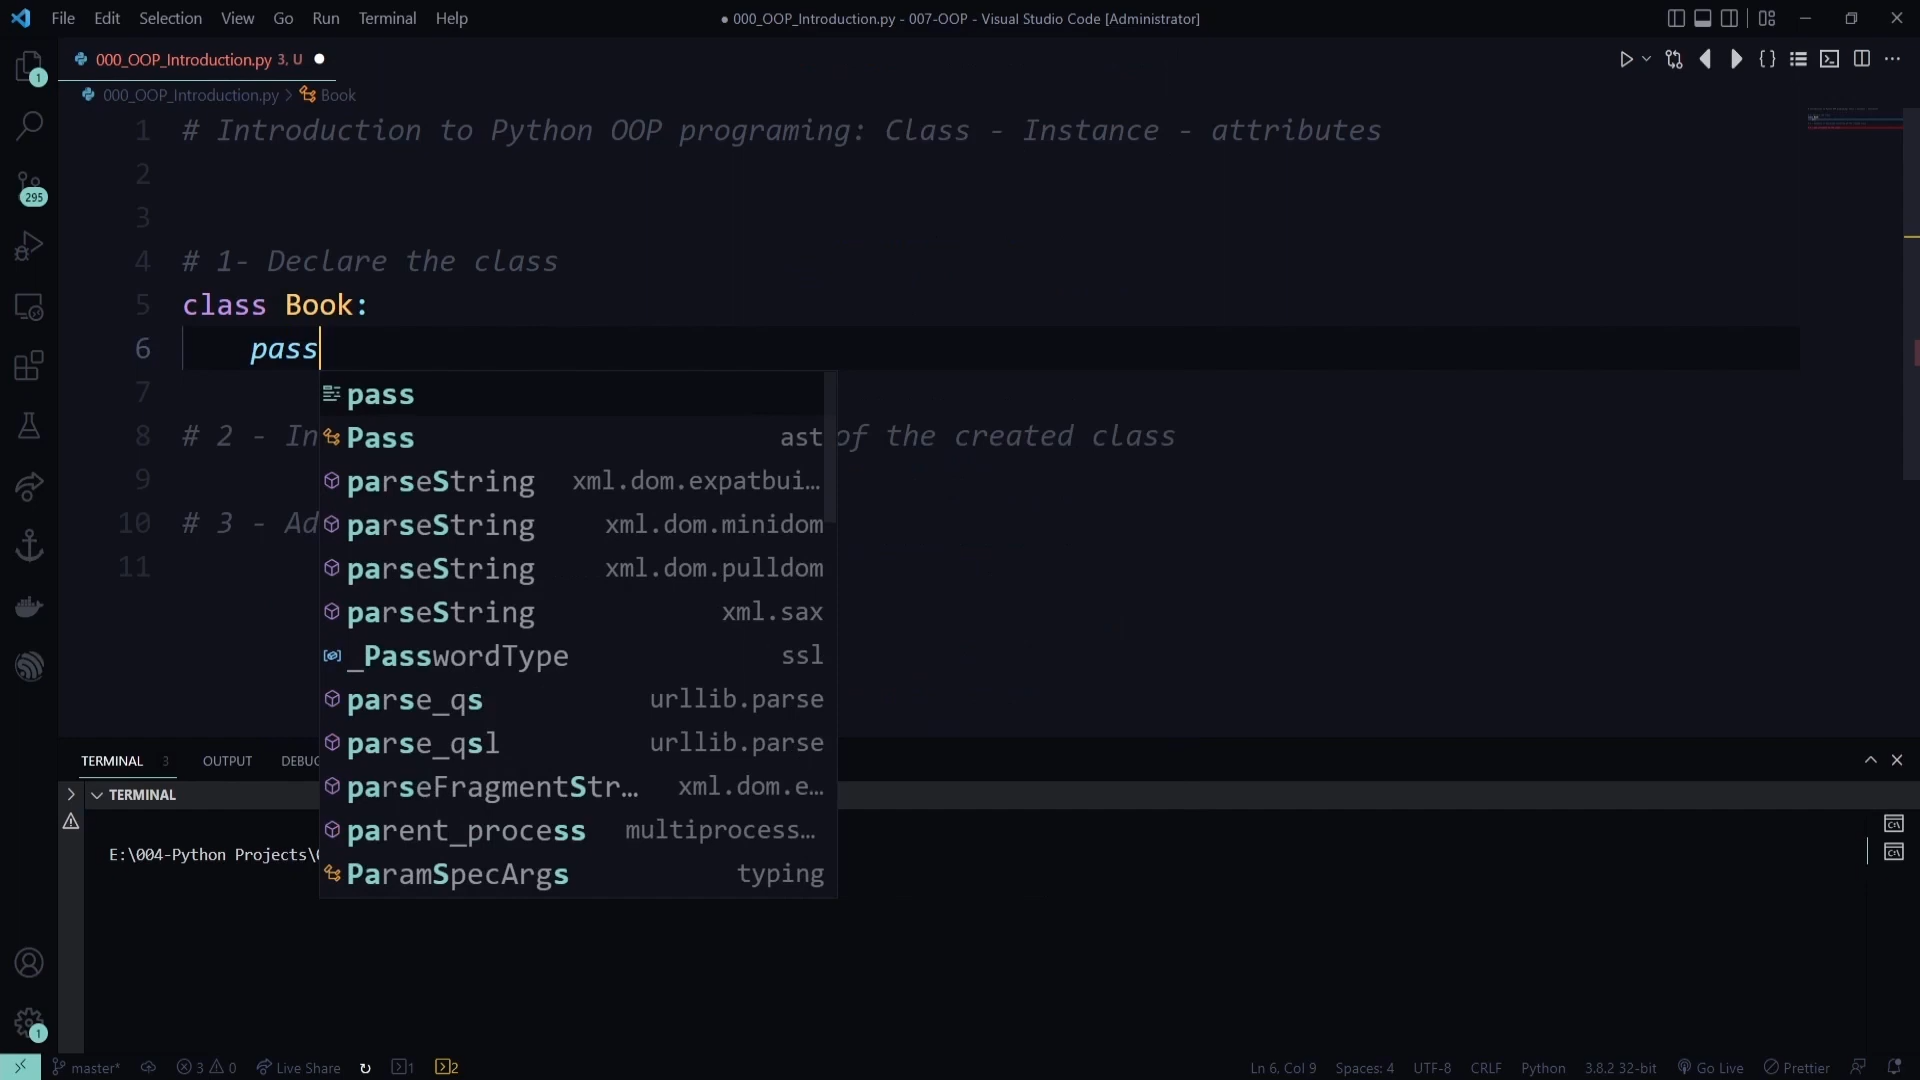 File Edit Selection View Go Run Terminal Help
● 000_OOP_Introduction.py - 007-OOP - Visual Studio Code [Administrator]
000_OOP_Introduction.py 3, U ●
000_OOP_Introduction.py > Book
1 # Introduction to Python OOP programing: Class - Instance - attributes
2
3
4 # 1- Declare the class
5 class Book:
6 pass
7
8 # 2 - In of the created class
9
10 # 3 - Ad
11
pass
Pass ast
parseString xml.dom.expatbui...
parseString xml.dom.minidom
parseString xml.dom.pulldom
parseString xml.sax
_PasswordType ssl
parse_qs urllib.parse
parse_qsl urllib.parse
parseFragmentStr... xml.dom.e...
parent_process multiprocess...
ParamSpecArgs typing
1
295
1
TERMINAL 3 OUTPUT DEBUG
TERMINAL
E:\004-Python Projects\
master* 3 0 Live Share 1 2
Ln 6, Col 9 Spaces: 4 UTF-8 CRLF Python 3.8.2 32-bit Go Live Prettier